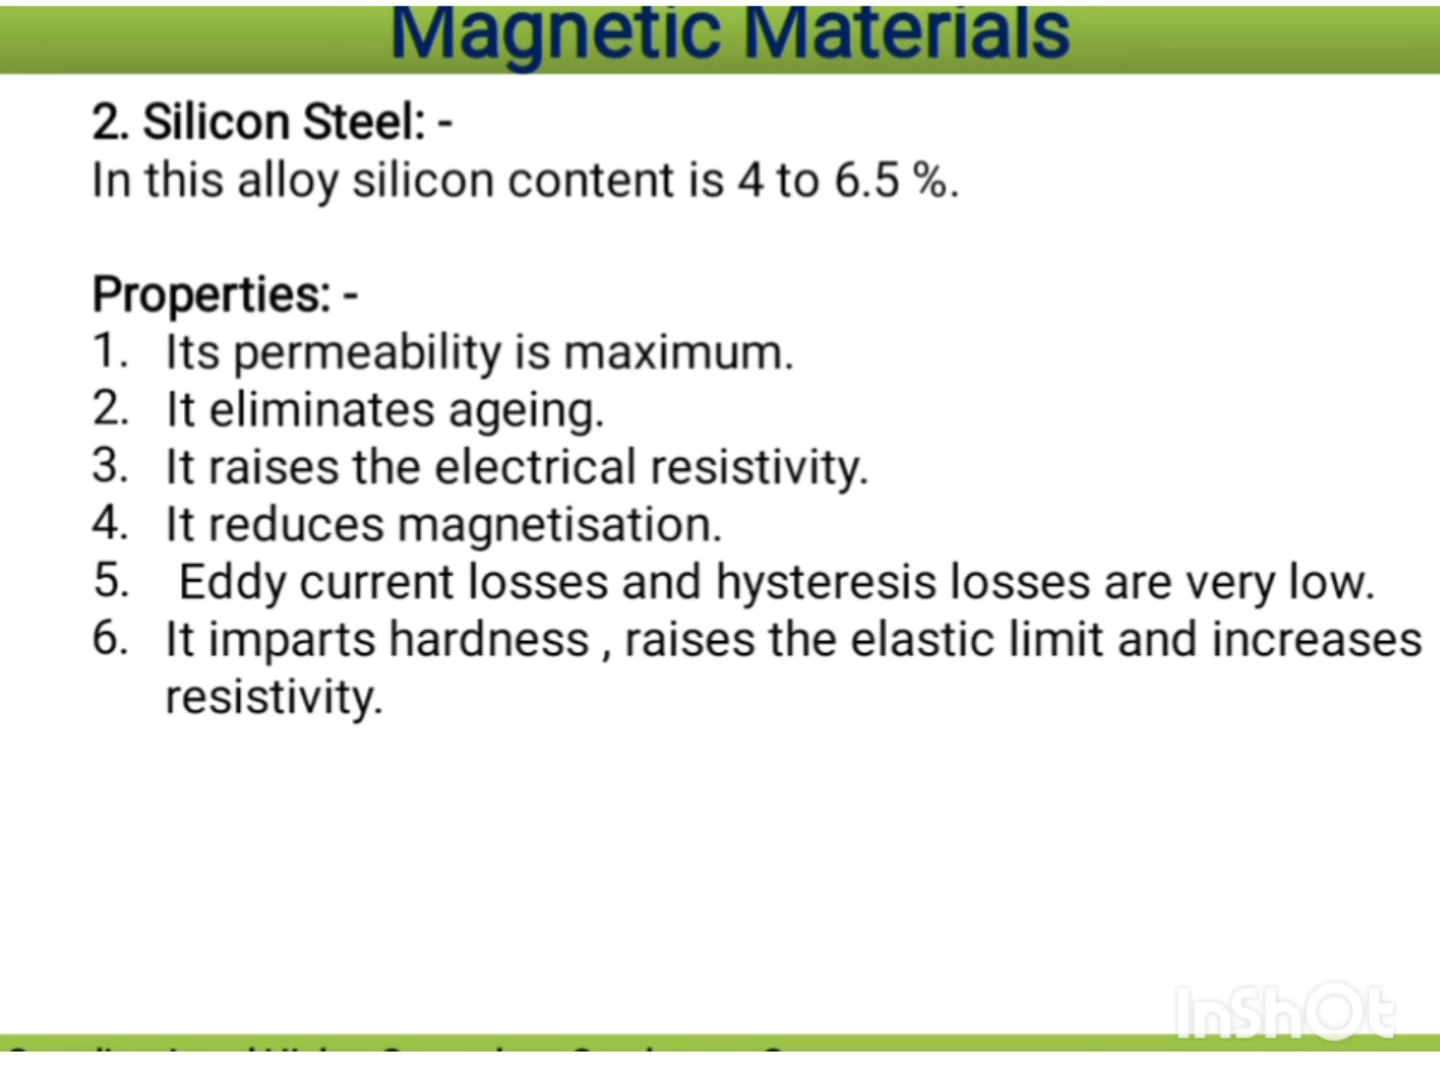 Magnetic Materials
2. Silicon Steel: -
In this alloy silicon content is 4 to 6.5 %.
Properties: -
1. Its permeability is maximum.
2. It eliminates ageing.
3. It raises the electrical resistivity.
4. It reduces magnetisation.
5. Eddy current losses and hysteresis losses are very low.
6. It imparts hardness , raises the elastic limit and increases
resistivity.
InShOt